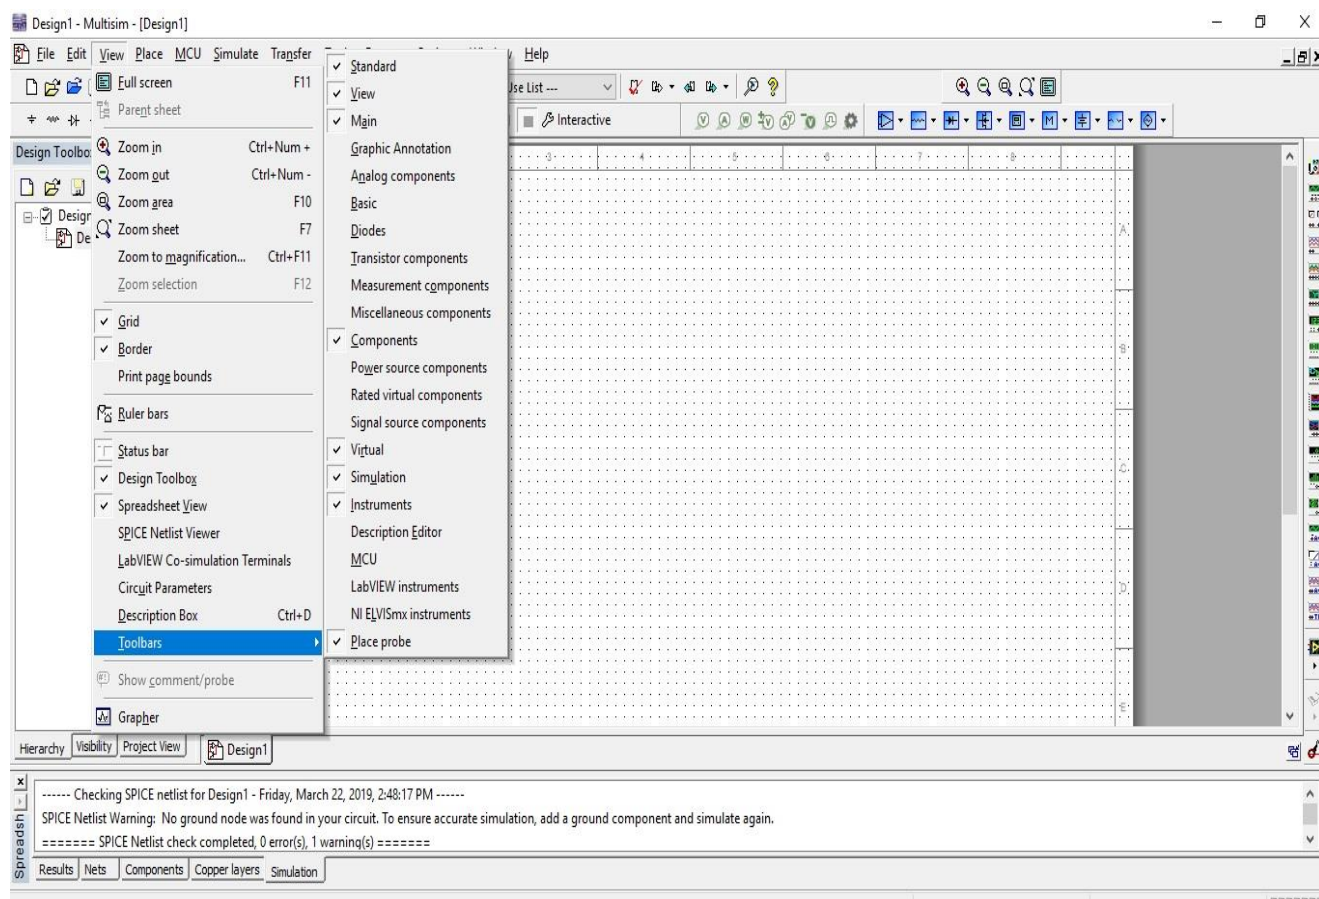 Design1 - Multisim - [Design1]
File Edit View Place MCU Simulate Transfer Help
Full screen F11
Parent sheet
Zoom in Ctrl+Num +
Zoom out Ctrl+Num -
Zoom area F10
Zoom sheet F7
Zoom to magnification... Ctrl+F11
Zoom selection F12
Grid
Border
Print page bounds
Ruler bars
Status bar
Design Toolbox
Spreadsheet View
SPICE Netlist Viewer
LabVIEW Co-simulation Terminals
Circuit Parameters
Description Box Ctrl+D
Toolbars
Show comment/probe
Grapher
Standard
View
Main
Graphic Annotation
Analog components
Basic
Diodes
Transistor components
Measurement components
Miscellaneous components
Components
Power source components
Rated virtual components
Signal source components
Virtual
Simulation
Instruments
Description Editor
MCU
LabVIEW instruments
NI ELVISmx instruments
Place probe
Use List ---
Interactive
Design Toolbo
Design
De
3 4 5 6 7 8
A
B
C
D
E
Hierarchy Visibility Project View Design1
------ Checking SPICE netlist for Design1 - Friday, March 22, 2019, 2:48:17 PM ------
SPICE Netlist Warning: No ground node was found in your circuit. To ensure accurate simulation, add a ground component and simulate again.
======= SPICE Netlist check completed, 0 error(s), 1 warning(s) =======
Spreadsh
Results Nets Components Copper layers Simulation